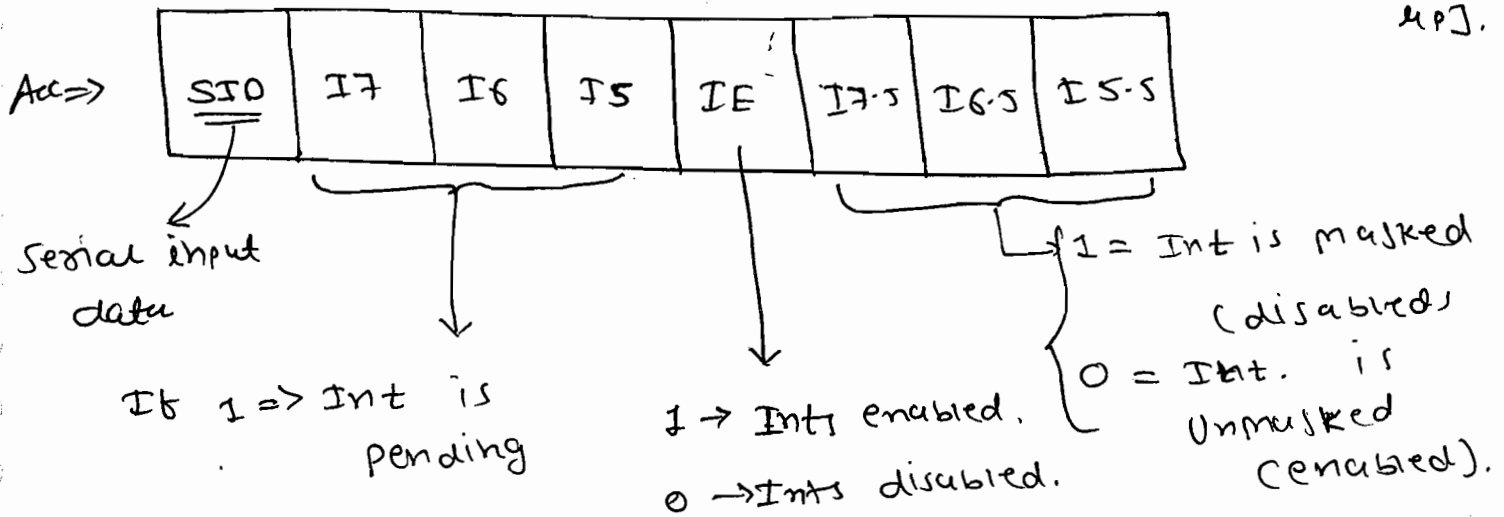 μp].
Acc=> SID I7 I6 I5 IE I7.5 I6.5 I5.5
serial input
data
If 1 => Int is
pending
1 → Ints enabled.
0 → Ints disabled.
1 = Int is masked
(disabled)
0 = Int. is
Unmasked
(enabled).